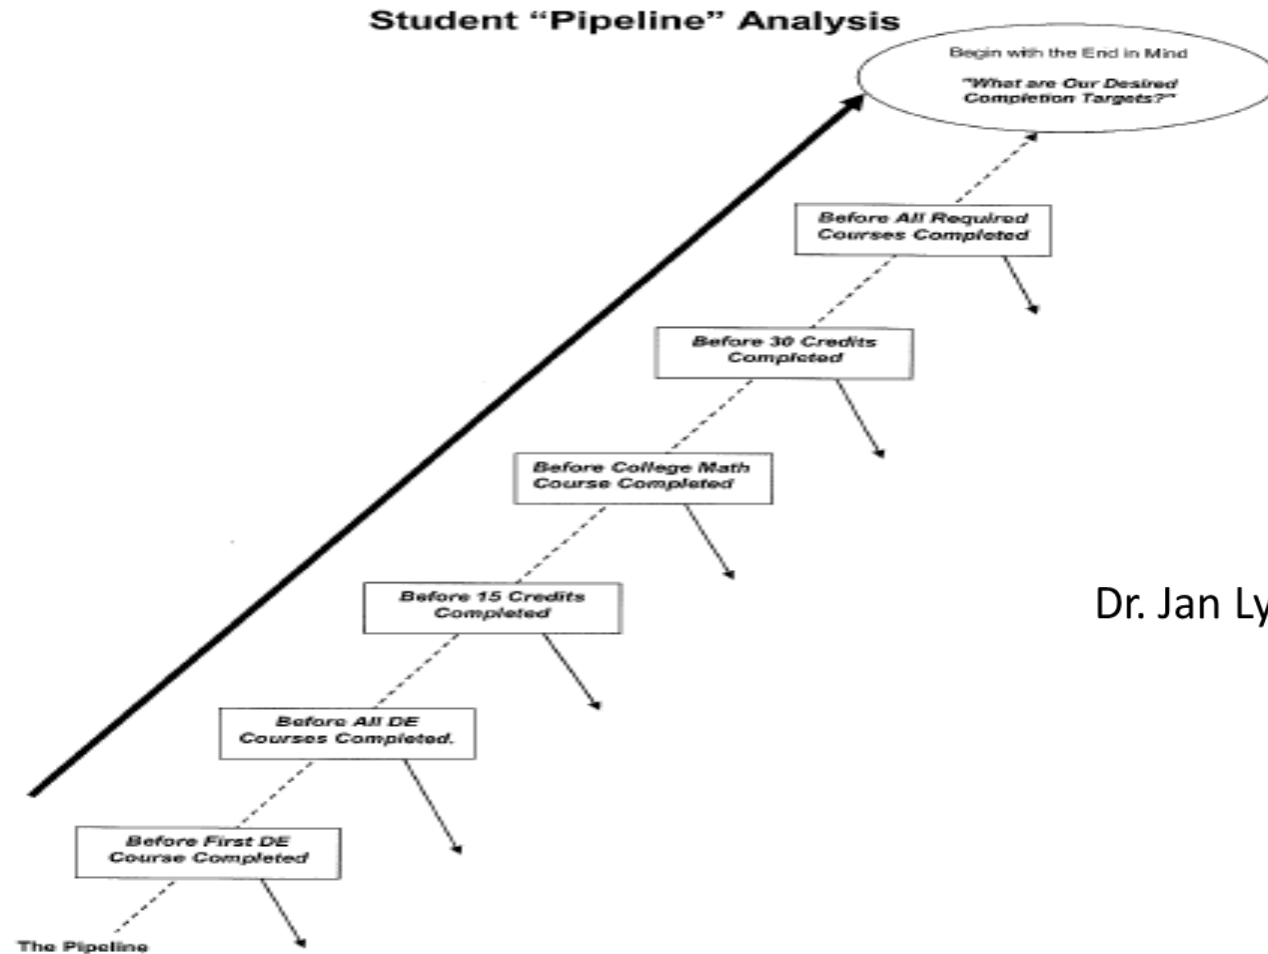 Student “Pipeline” Analysis
Begin with the End in Mind
"What are Our Desired
Completion Targets?"
Before All Required
Courses Completed
Before 30 Credits
Completed
Before College Math
Course Completed
Before 15 Credits
Completed
Dr. Jan Ly
Before All DE
Courses Completed.
Before First DE
Course Completed
The Pipeline